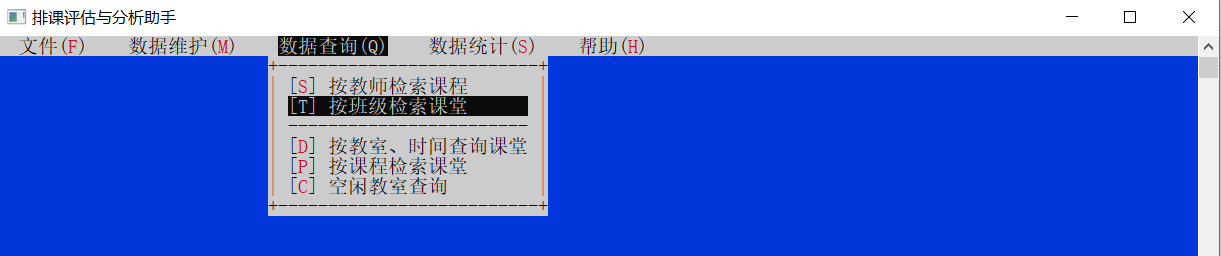 排课评估与分析助手
文件(F) 数据维护(M) 数据查询(Q) 数据统计(S) 帮助(H)
[S] 按教师检索课程
[T] 按班级检索课堂
[D] 按教室、时间查询课堂
[P] 按课程检索课堂
[C] 空闲教室查询